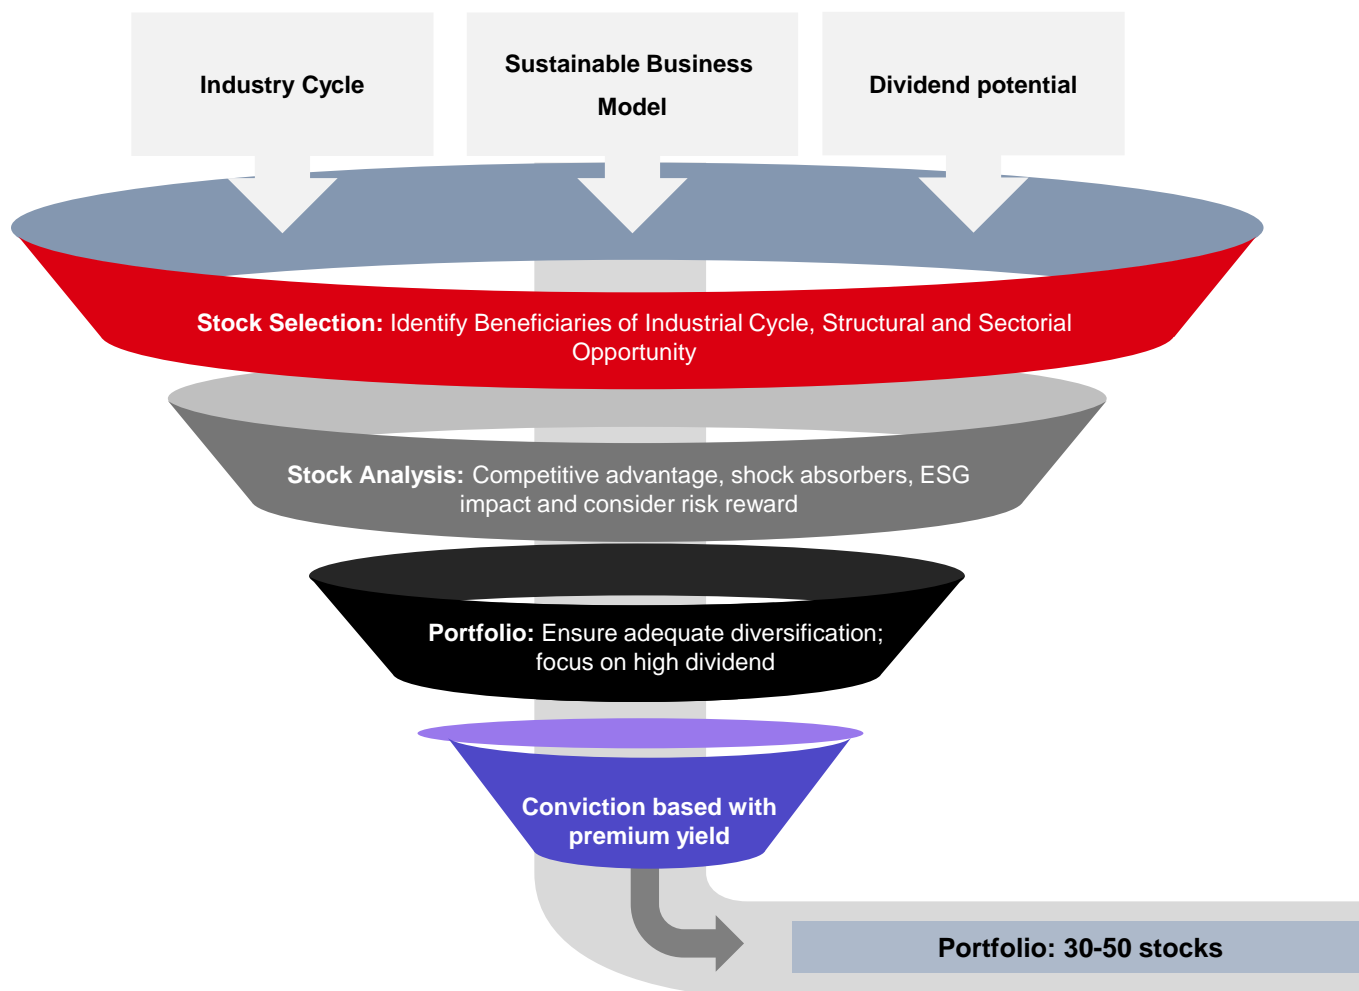 Industry Cycle
Sustainable Business
Model
Dividend potential
Stock Selection: Identify Beneficiaries of Industrial Cycle, Structural and Sectorial
Opportunity
Stock Analysis: Competitive advantage, shock absorbers, ESG
impact and consider risk reward
Portfolio: Ensure adequate diversification;
focus on high dividend
Conviction based with
premium yield
Portfolio: 30-50 stocks